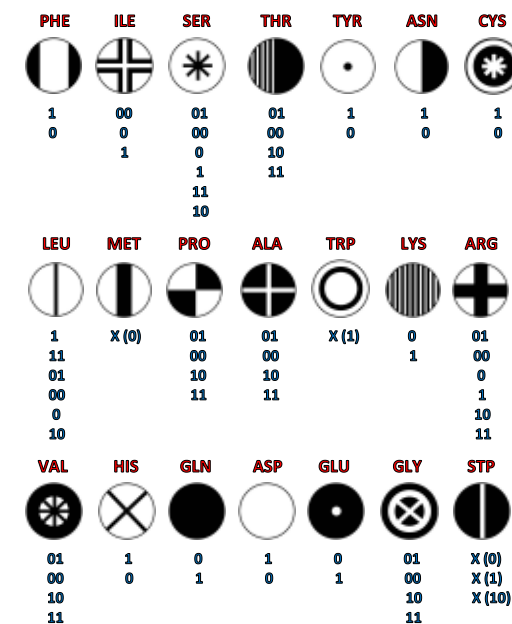 PHE ILE SER THR TYR ASN CYS
1 00 01 01 1 1 1
0 0 00 00 0 0 0
1 0 10
1 11
11
10
LEU MET PRO ALA TRP LYS ARG
1 X (0) 01 01 X (1) 0 01
11 00 00 1 00
01 10 10 0
00 11 11 1
0 10
10 11
VAL HIS GLN ASP GLU GLY STP
01 1 0 1 0 01 X (0)
00 0 1 0 1 00 X (1)
10 10 X (10)
11 11